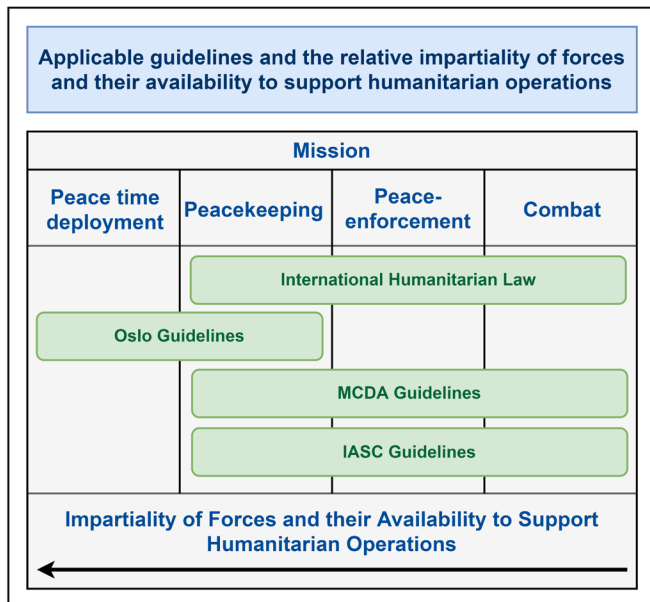 Applicable guidelines and the relative impartiality of forces
and their availability to support humanitarian operations
Mission
Peace time
deployment
Peacekeeping
Peace-
enforcement
Combat
International Humanitarian Law
Oslo Guidelines
MCDA Guidelines
IASC Guidelines
Impartiality of Forces and their Availability to Support
Humanitarian Operations